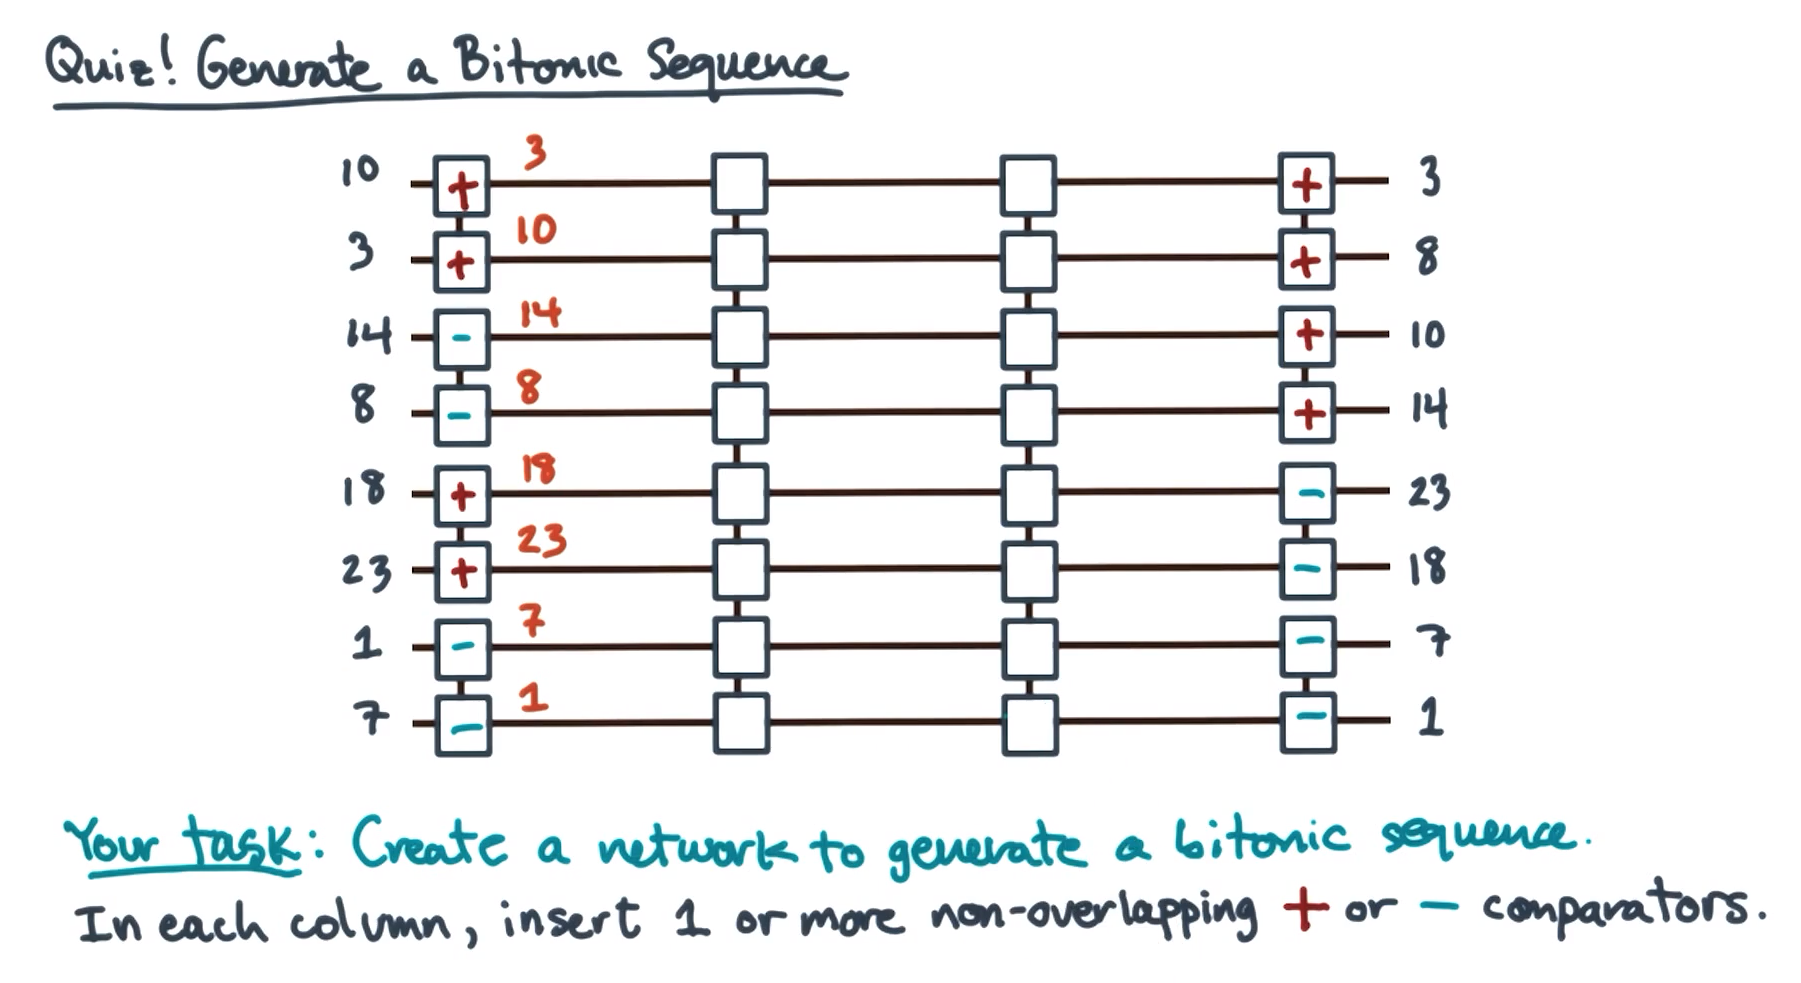 Quiz! Generate a Bitonic Sequence
10 + 3 + 3
3 + 10 + 8
14 - 14 + 10
8 - 8 + 14
18 + 18 - 23
23 + 23 - 18
1 - 7 - 7
7 - 1 - 1
Your task: Create a network to generate a bitonic sequence.
In each column, insert 1 or more non-overlapping + or - comparators.